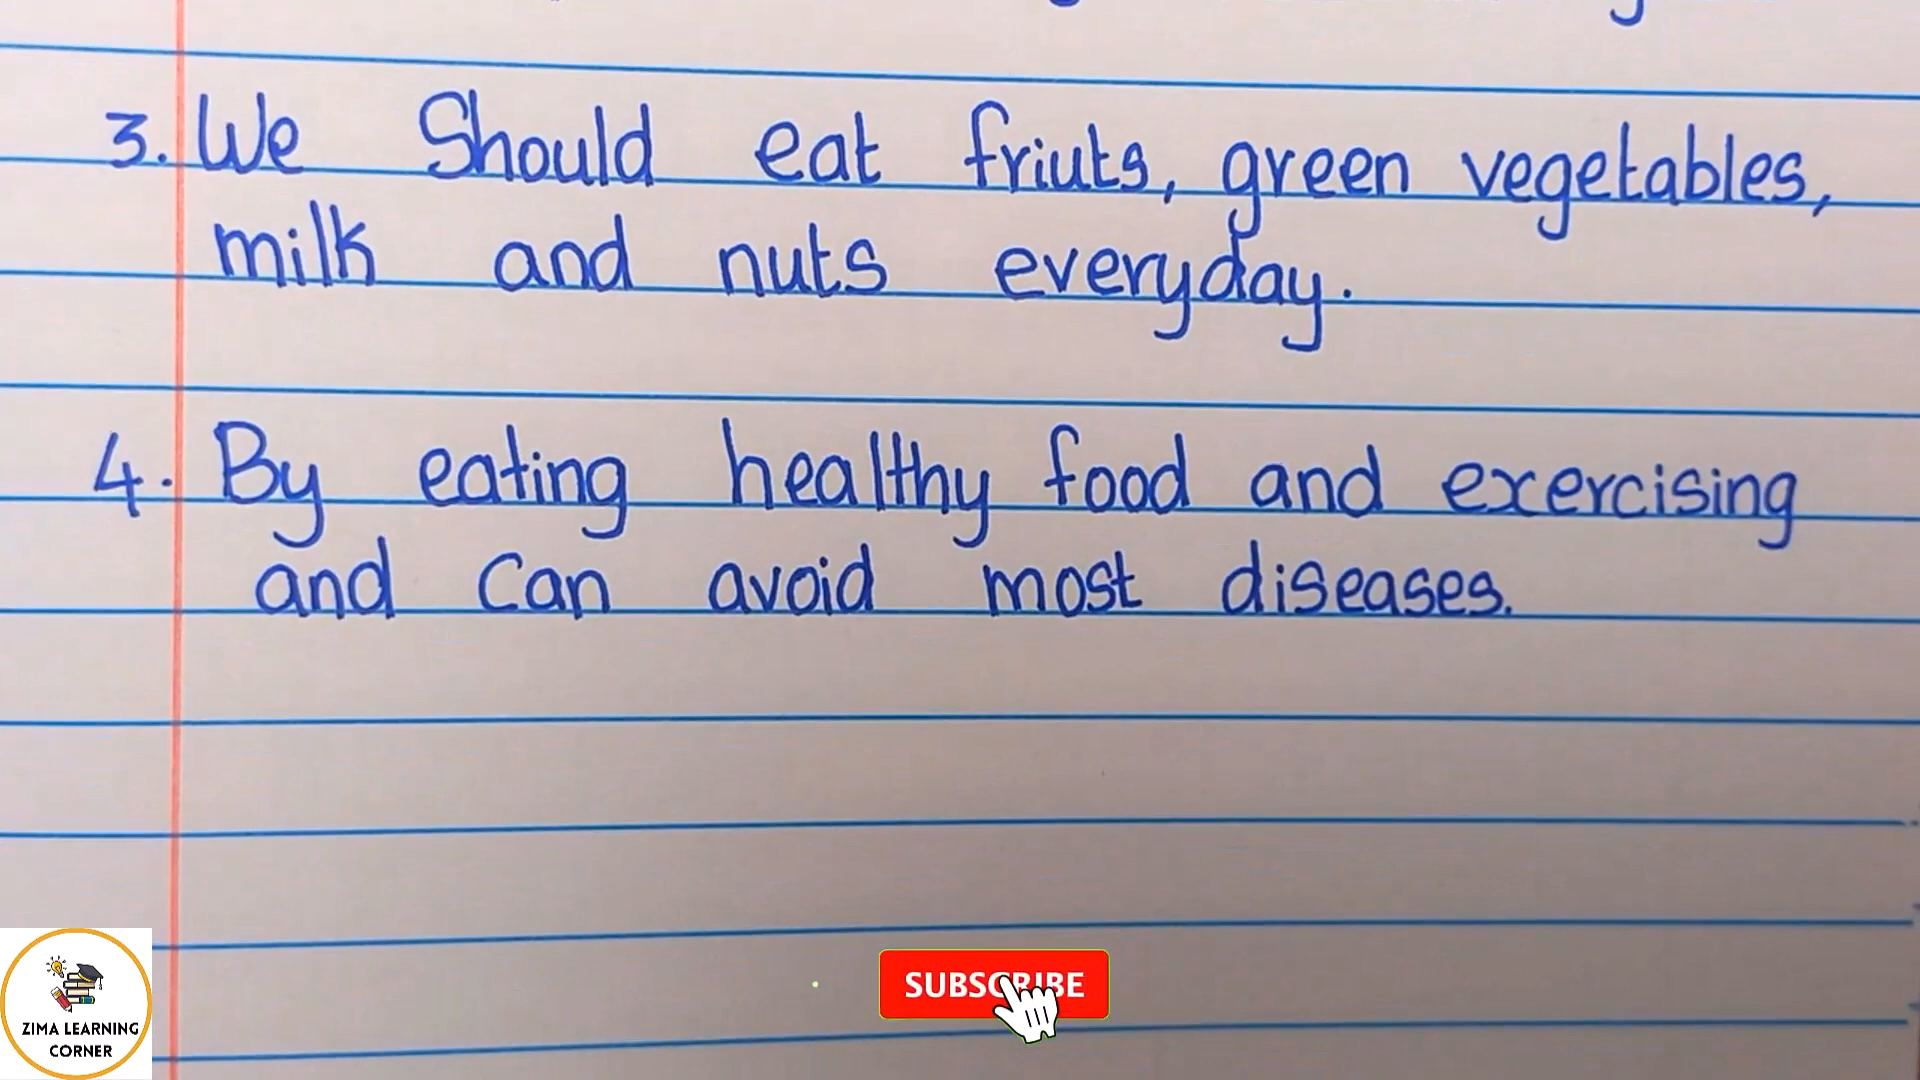 3. We Should eat friuts, green vegetables,
milk and nuts everyday.
4. By eating healthy food and exercising
and can avoid most diseases.
SUBSCRIBE
ZIMA LEARNING
CORNER